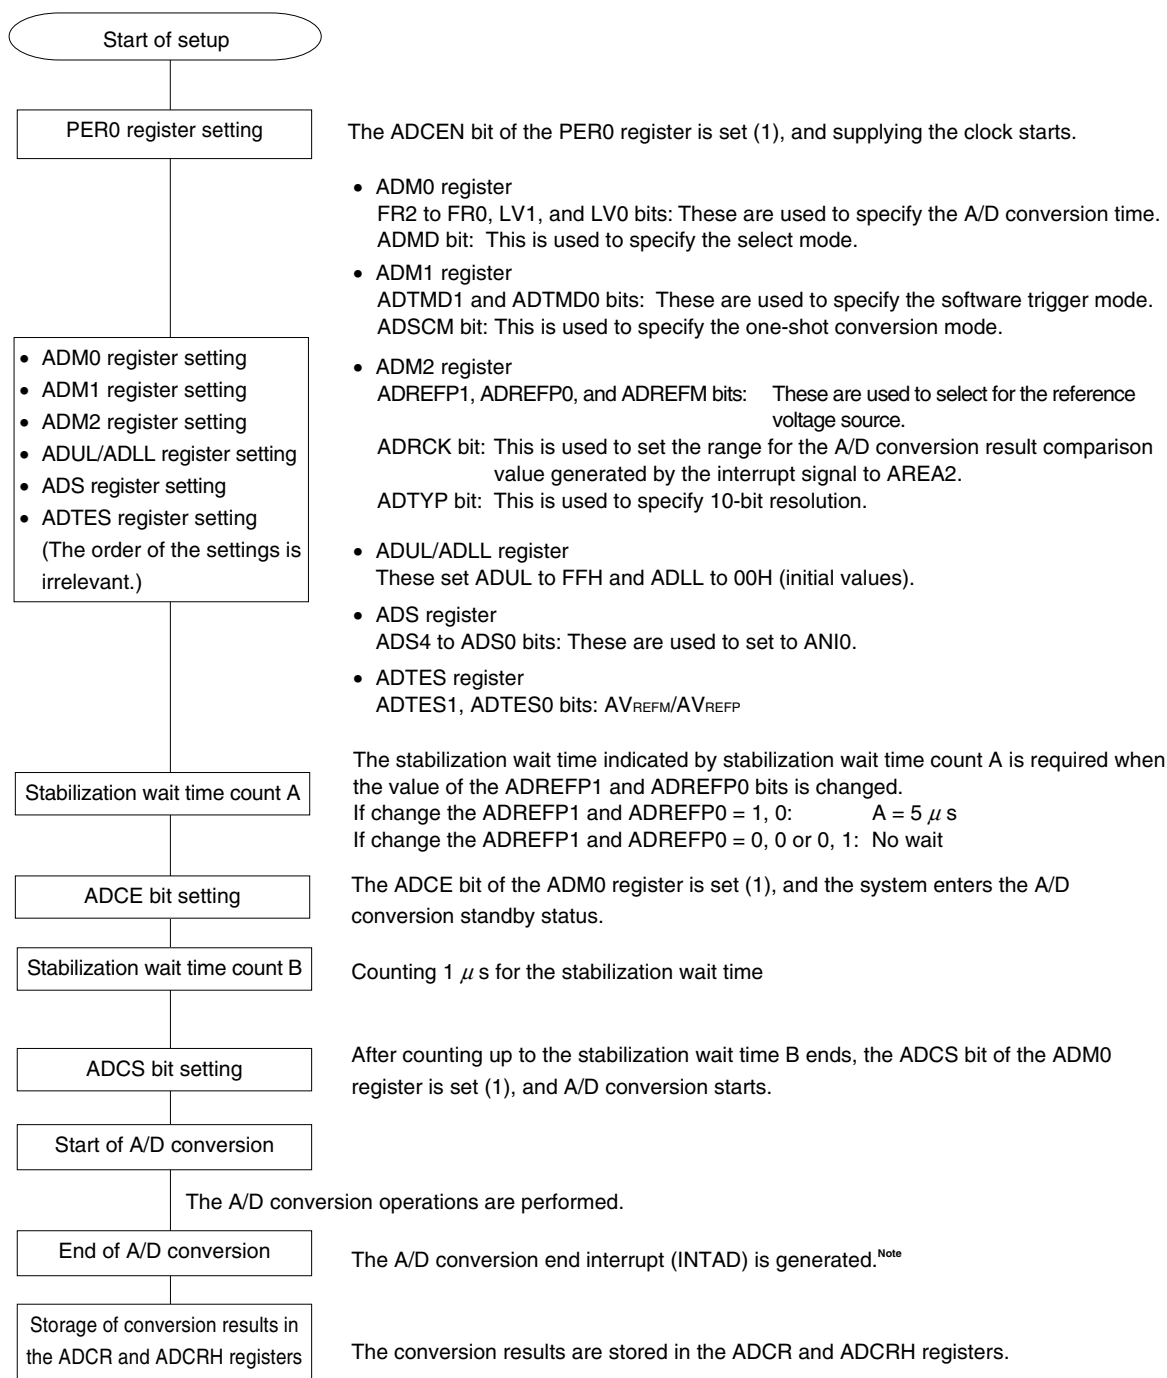 Start of setup
PER0 register setting
The ADCEN bit of the PER0 register is set (1), and supplying the clock starts.
• ADM0 register
FR2 to FR0, LV1, and LV0 bits: These are used to specify the A/D conversion time.
ADMD bit: This is used to specify the select mode.
• ADM1 register
ADTMD1 and ADTMD0 bits: These are used to specify the software trigger mode.
ADSCM bit: This is used to specify the one-shot conversion mode.
• ADM0 register setting
• ADM1 register setting
• ADM2 register setting
• ADUL/ADLL register setting
• ADS register setting
• ADTES register setting
(The order of the settings is
irrelevant.)
• ADM2 register
ADREFP1, ADREFP0, and ADREFM bits: These are used to select for the reference
voltage source.
ADRCK bit: This is used to set the range for the A/D conversion result comparison
value generated by the interrupt signal to AREA2.
ADTYP bit: This is used to specify 10-bit resolution.
• ADUL/ADLL register
These set ADUL to FFH and ADLL to 00H (initial values).
• ADS register
ADS4 to ADS0 bits: These are used to set to ANI0.
• ADTES register
ADTES1, ADTES0 bits: AVREFM/AVREFP
Stabilization wait time count A
The stabilization wait time indicated by stabilization wait time count A is required when
the value of the ADREFP1 and ADREFP0 bits is changed.
If change the ADREFP1 and ADREFP0 = 1, 0: A = 5 μ s
If change the ADREFP1 and ADREFP0 = 0, 0 or 0, 1: No wait
ADCE bit setting
The ADCE bit of the ADM0 register is set (1), and the system enters the A/D
conversion standby status.
Stabilization wait time count B
Counting 1 μ s for the stabilization wait time
ADCS bit setting
After counting up to the stabilization wait time B ends, the ADCS bit of the ADM0
register is set (1), and A/D conversion starts.
Start of A/D conversion
The A/D conversion operations are performed.
End of A/D conversion
The A/D conversion end interrupt (INTAD) is generated.Note
Storage of conversion results in
the ADCR and ADCRH registers
The conversion results are stored in the ADCR and ADCRH registers.